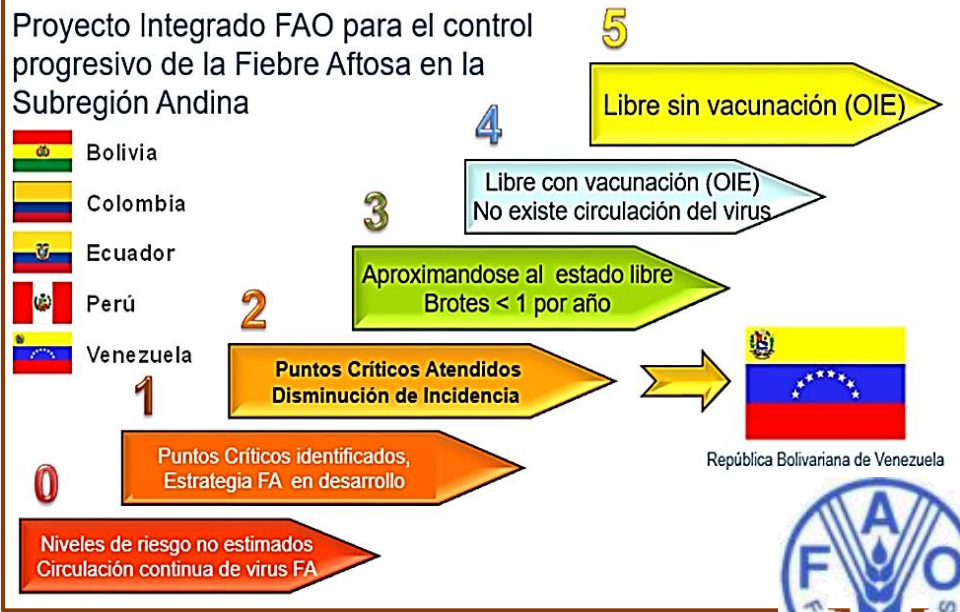 Proyecto Integrado FAO para el control
progresivo de la Fiebre Aftosa en la
Subregión Andina
Bolivia
Colombia
Ecuador
Perú
Venezuela
5
Libre sin vacunación (OIE)
4
Libre con vacunación (OIE)
No existe circulación del virus
3
Aproximandose al estado libre
Brotes < 1 por año
2
Puntos Críticos Atendidos
Disminución de Incidencia
República Bolivariana de Venezuela
1
Puntos Críticos identificados,
Estrategia FA en desarrollo
0
Niveles de riesgo no estimados
Circulación continua de virus FA
F A O